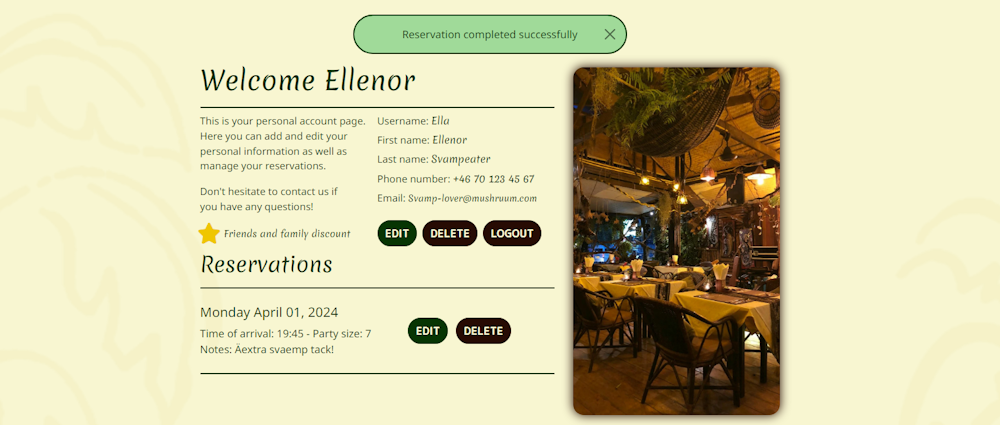 Reservation completed successfully
Welcome Ellenor
This is your personal account page.
Here you can add and edit your
personal information as well as
manage your reservations.
Don't hesitate to contact us if
you have any questions!
Friends and family discount
Username: Ella
First name: Ellenor
Last name: Svampeater
Phone number: +46 70 123 45 67
Email: Svamp-lover@mushruum.com
EDIT DELETE LOGOUT
Reservations
Monday April 01, 2024
Time of arrival: 19:45 - Party size: 7
Notes: Äextra svaemp tack!
EDIT DELETE